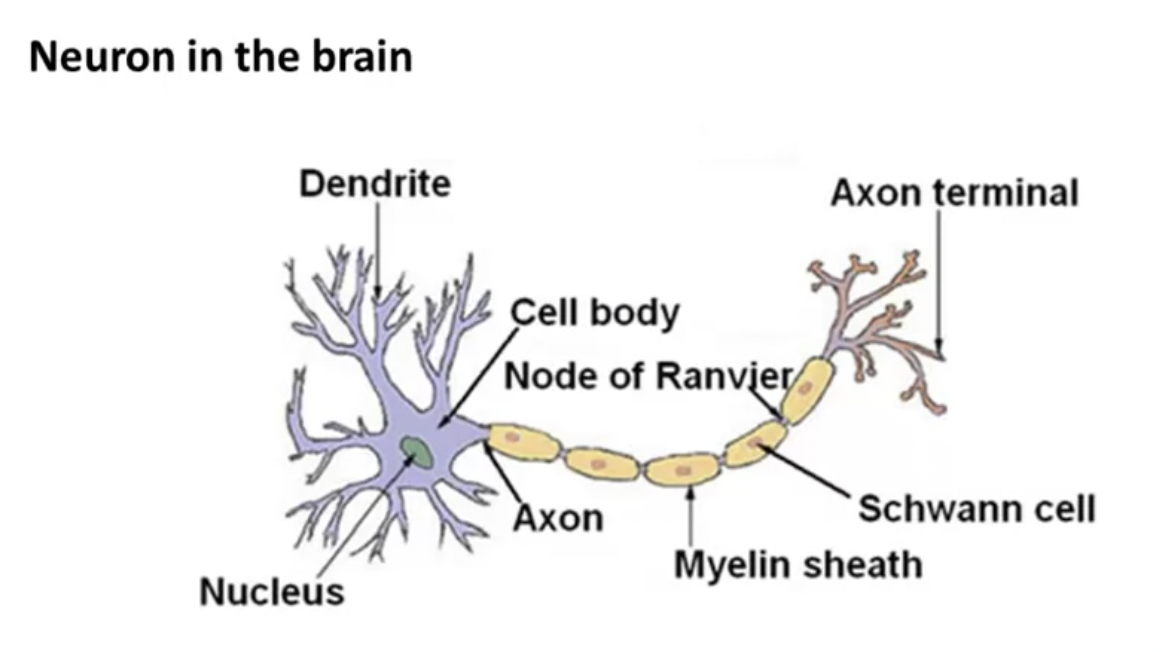 Neuron in the brain
Dendrite
Axon terminal
Cell body
Node of Ranvier
Axon
Schwann cell
Myelin sheath
Nucleus